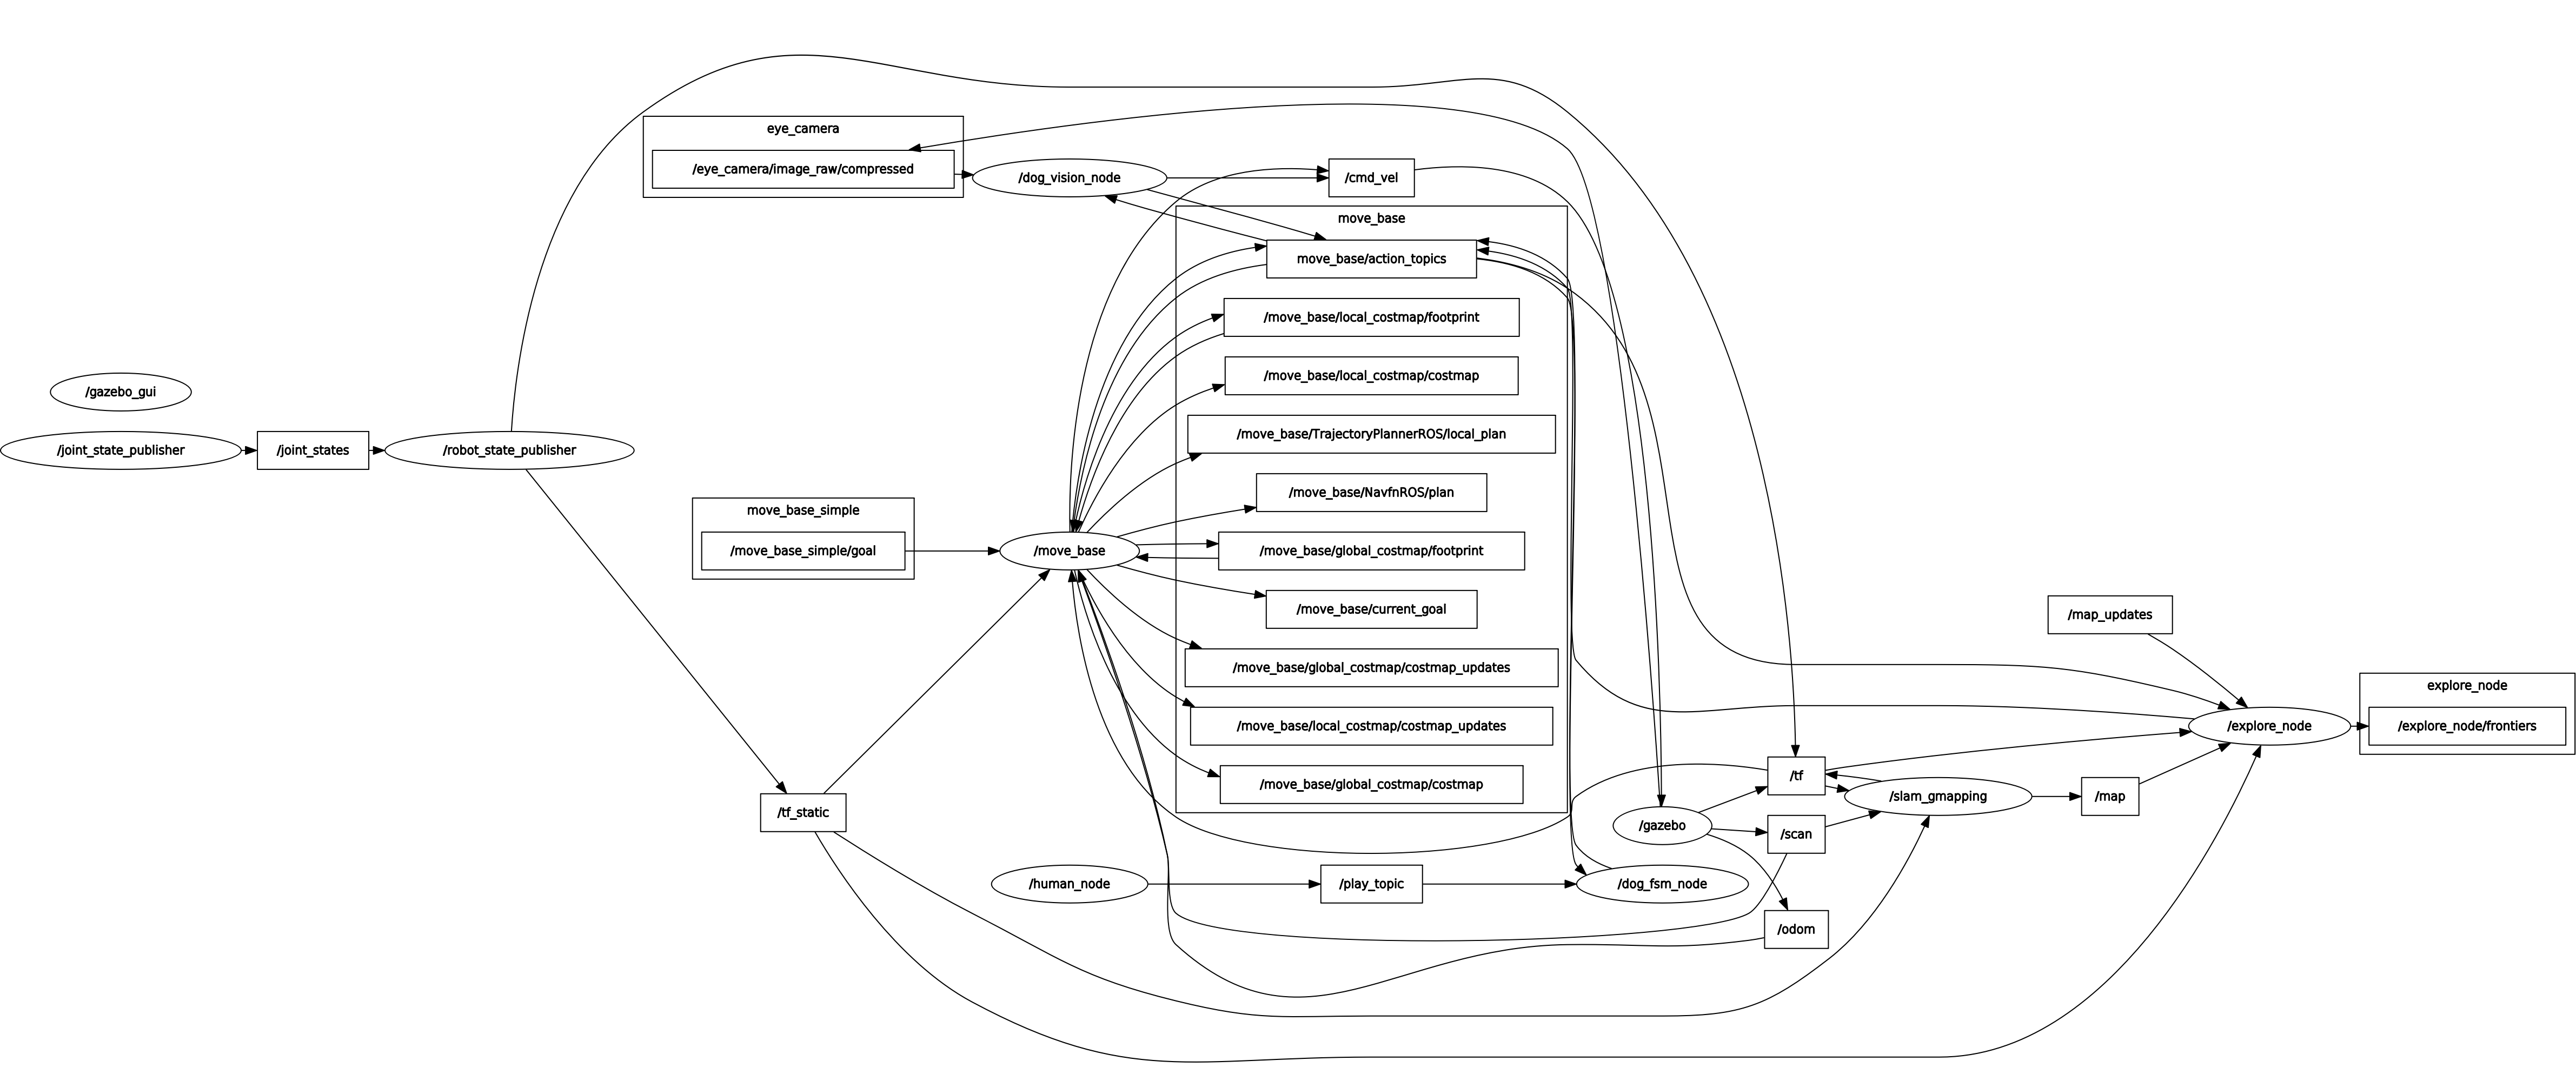 eye_camera
/eye_camera/image_raw/compressed
/dog_vision_node
/cmd_vel
move_base
move_base/action_topics
/move_base/local_costmap/footprint
/gazebo_gui
/move_base/local_costmap/costmap
/joint_state_publisher
/joint_states
/robot_state_publisher
/move_base/TrajectoryPlannerROS/local_plan
/move_base/NavfnROS/plan
move_base_simple
/move_base_simple/goal
/move_base
/move_base/global_costmap/footprint
/move_base/current_goal
/map_updates
/move_base/global_costmap/costmap_updates
explore_node
/move_base/local_costmap/costmap_updates
/explore_node
/explore_node/frontiers
/move_base/global_costmap/costmap
/tf
/slam_gmapping
/map
/tf_static
/gazebo
/scan
/human_node
/play_topic
/dog_fsm_node
/odom